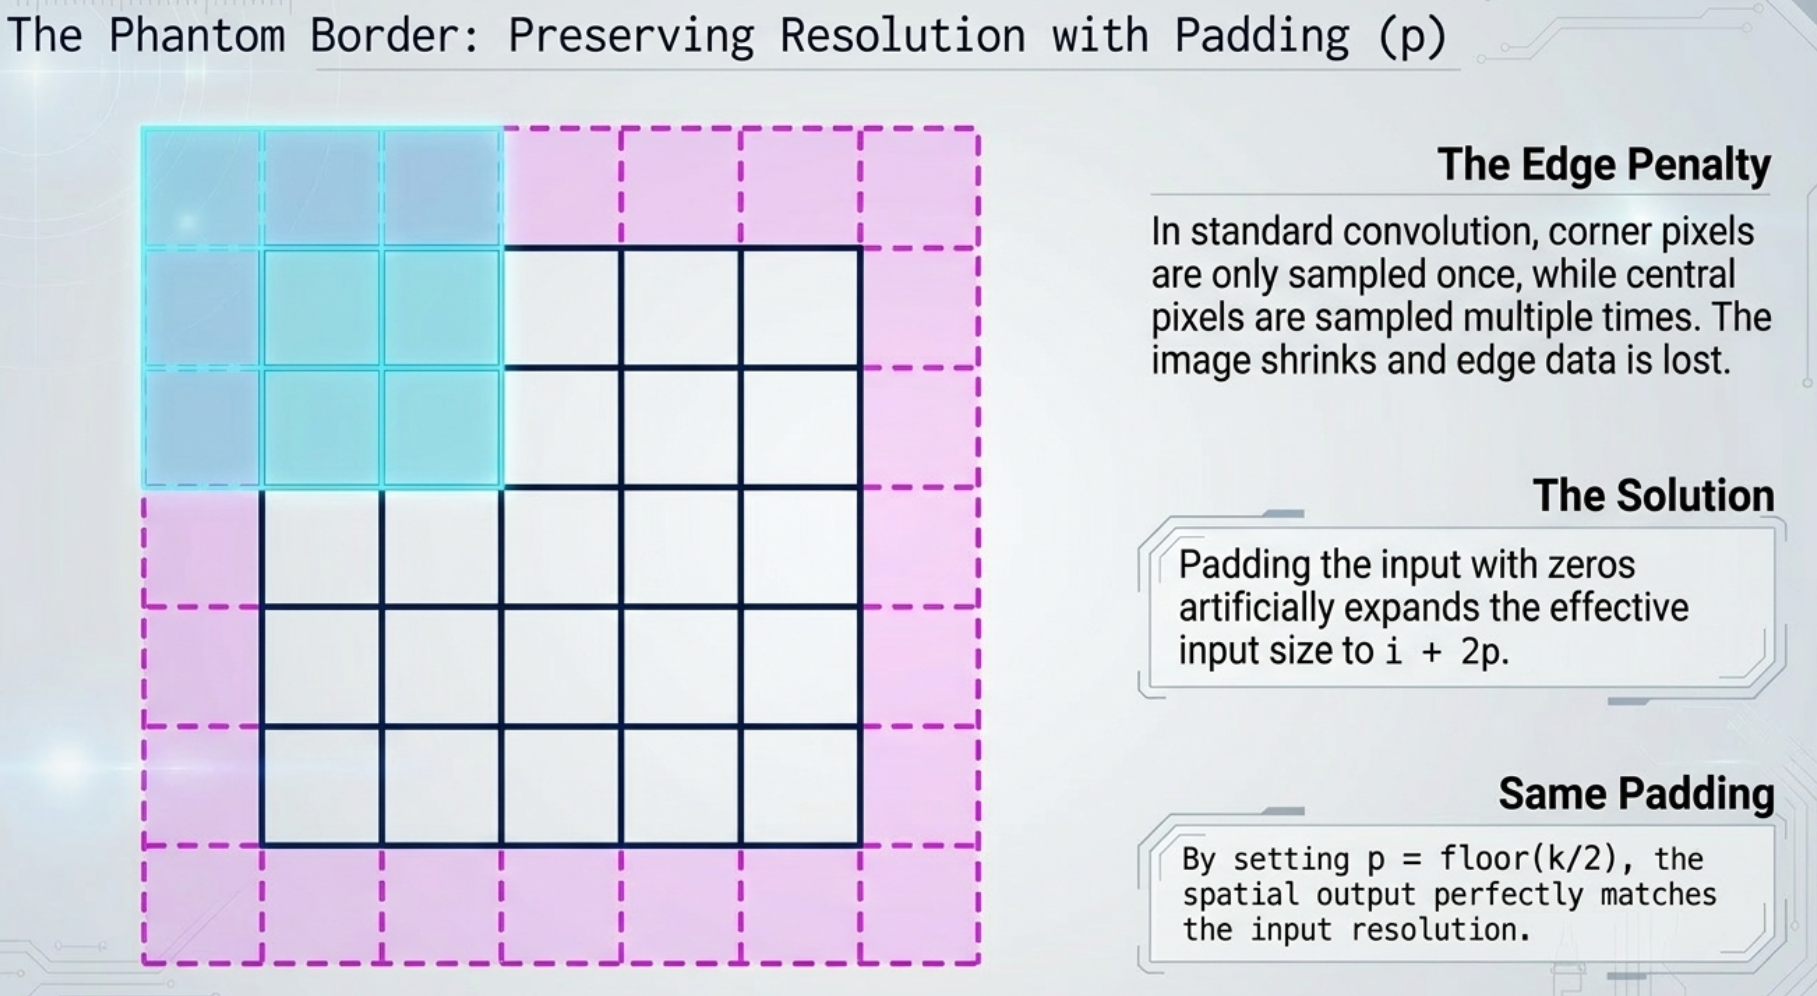 The Phantom Border: Preserving Resolution with Padding (p)
The Edge Penalty
In standard convolution, corner pixels
are only sampled once, while central
pixels are sampled multiple times. The
image shrinks and edge data is lost.
The Solution
Padding the input with zeros
artificially expands the effective
input size to i + 2p.
Same Padding
By setting p = floor(k/2), the
spatial output perfectly matches
the input resolution.